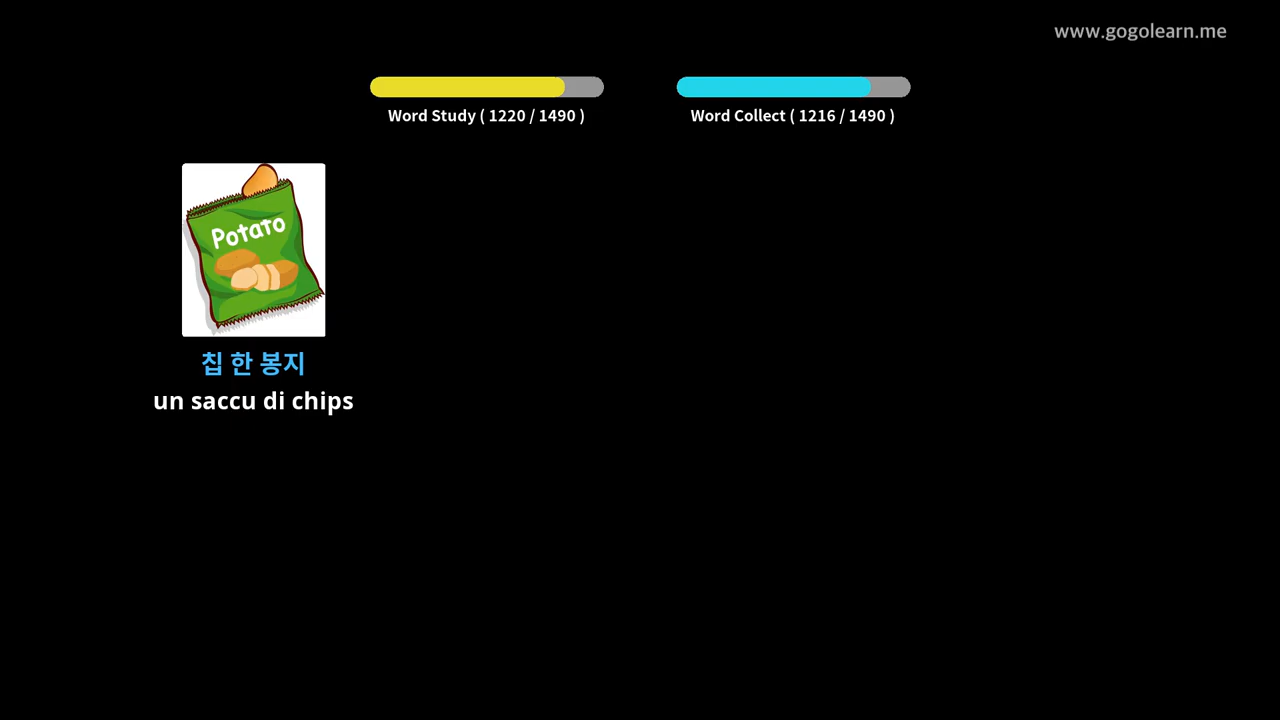 www.gogolearn.me
Word Study ( 1220 / 1490 )
Word Collect ( 1216 / 1490 )
Potato
칩 한 봉지
un saccu di chips